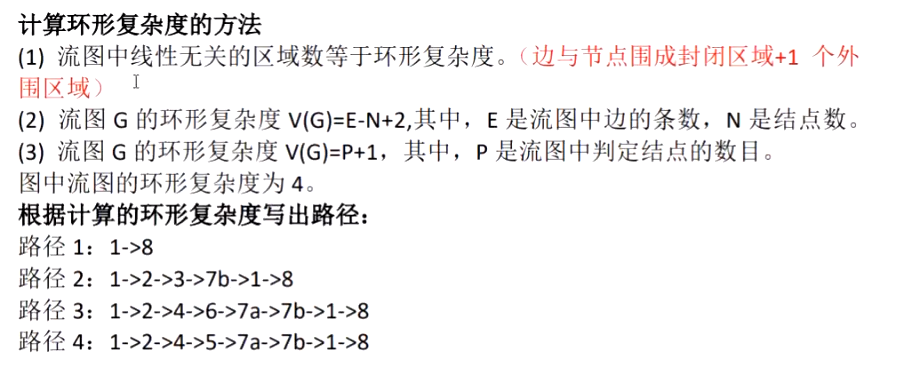 计算环形复杂度的方法
(1) 流图中线性无关的区域数等于环形复杂度。（边与节点围成封闭区域+1 个外
围区域）
(2) 流图 G 的环形复杂度 V(G)=E-N+2,其中，E 是流图中边的条数，N 是结点数。
(3) 流图 G 的环形复杂度 V(G)=P+1，其中，P 是流图中判定结点的数目。
图中流图的环形复杂度为 4。
根据计算的环形复杂度写出路径：
路径 1：1->8
路径 2：1->2->3->7b->1->8
路径 3：1->2->4->6->7a->7b->1->8
路径 4：1->2->4->5->7a->7b->1->8